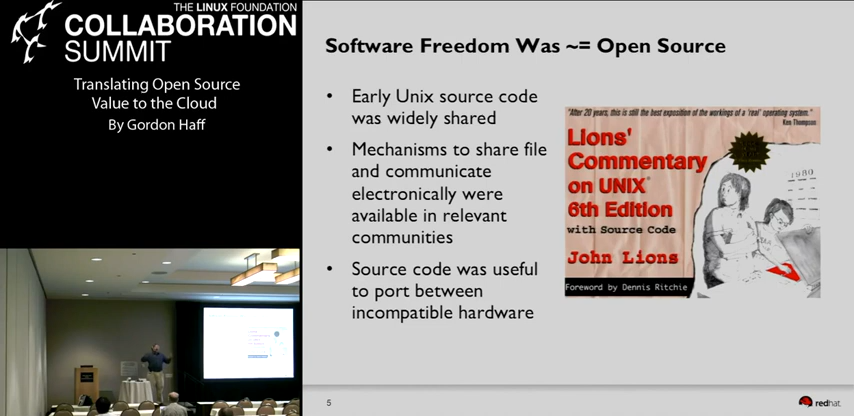 THE LINUX FOUNDATION
COLLABORATION
SUMMIT
Translating Open Source
Value to the Cloud
By Gordon Haff
Software Freedom Was ~= Open Source
• Early Unix source code
was widely shared
• Mechanisms to share file
and communicate
electronically were
available in relevant
communities
• Source code was useful
to port between
incompatible hardware
"After 20 years, this is still the best exposition of the workings of a 'real' operating system."
Ken Thompson
Lions'
Commentary
on UNIX®
6th Edition
with Source Code
John Lions
Foreword by Dennis Ritchie
1980
5
redhat.